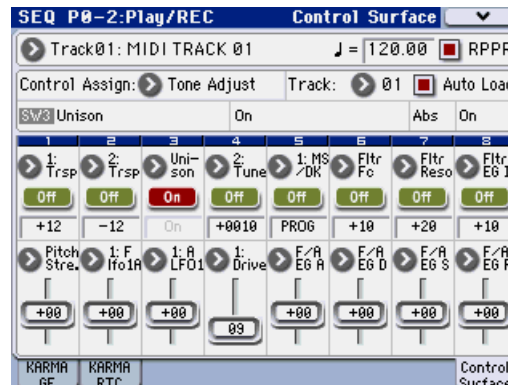 SEQ P0-2:Play/REC Control Surface
Track01: MIDI TRACK 01 ♩= 120.00 RPPR
Control Assign: Tone Adjust Track: 01 Auto Load
SW3 Unison On Abs On
1 2 3 4 5 6 7 8
1: Trsp 2: Trsp Uni-son 2: Tune 1: MS/DK Fltr Fc Fltr Reso Fltr EG I
Off Off On Off Off Off Off Off
+12 -12 On +0010 PROG +10 +20 +10
Pitch Stre. 1: F lfo1A 1: A LFO1 1: Drive F/A EG A F/A EG D F/A EG S F/A EG R
+00 +00 +00 09 +00 +00 +00 +00
KARMA GE KARMA RTC Control Surface